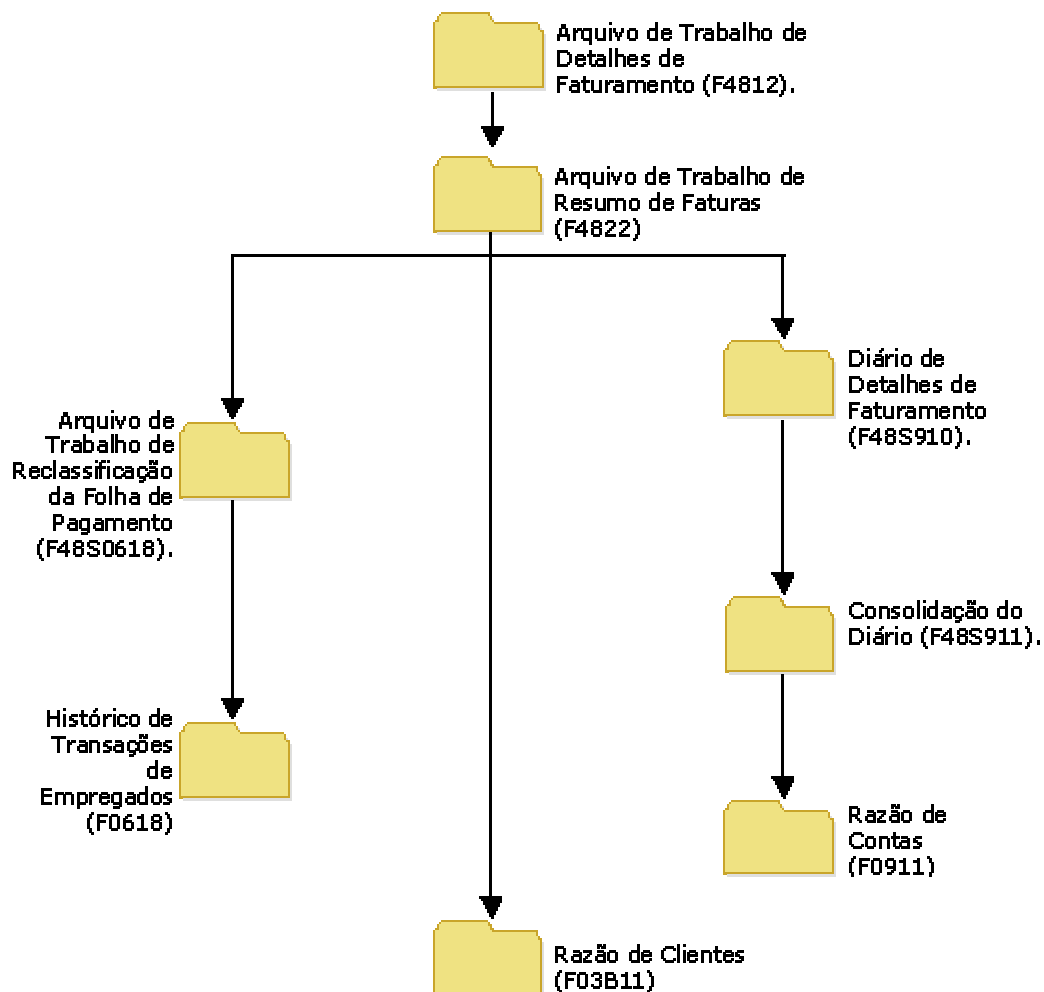 Arquivo de Trabalho de
Detalhes de
Faturamento (F4812).
Arquivo de Trabalho de
Resumo de Faturas
(F4822)
Diário de
Detalhes de
Faturamento
(F48S910).
Arquivo de
Trabalho de
Reclassificação
da Folha de
Pagamento
(F48S0618).
Consolidação do
Diário (F48S911).
Histórico de
Transações
de
Empregados
(F0618)
Razão de
Contas
(F0911)
Razão de Clientes
(F03B11)